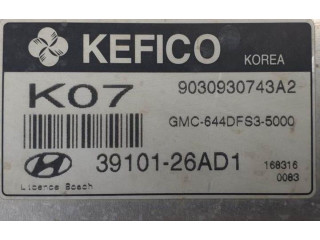 KEFICO KOREA
K07 9030930743A2
GMC-644DFS3-5000
39101-26AD1 168316
0083
Licence Bosch